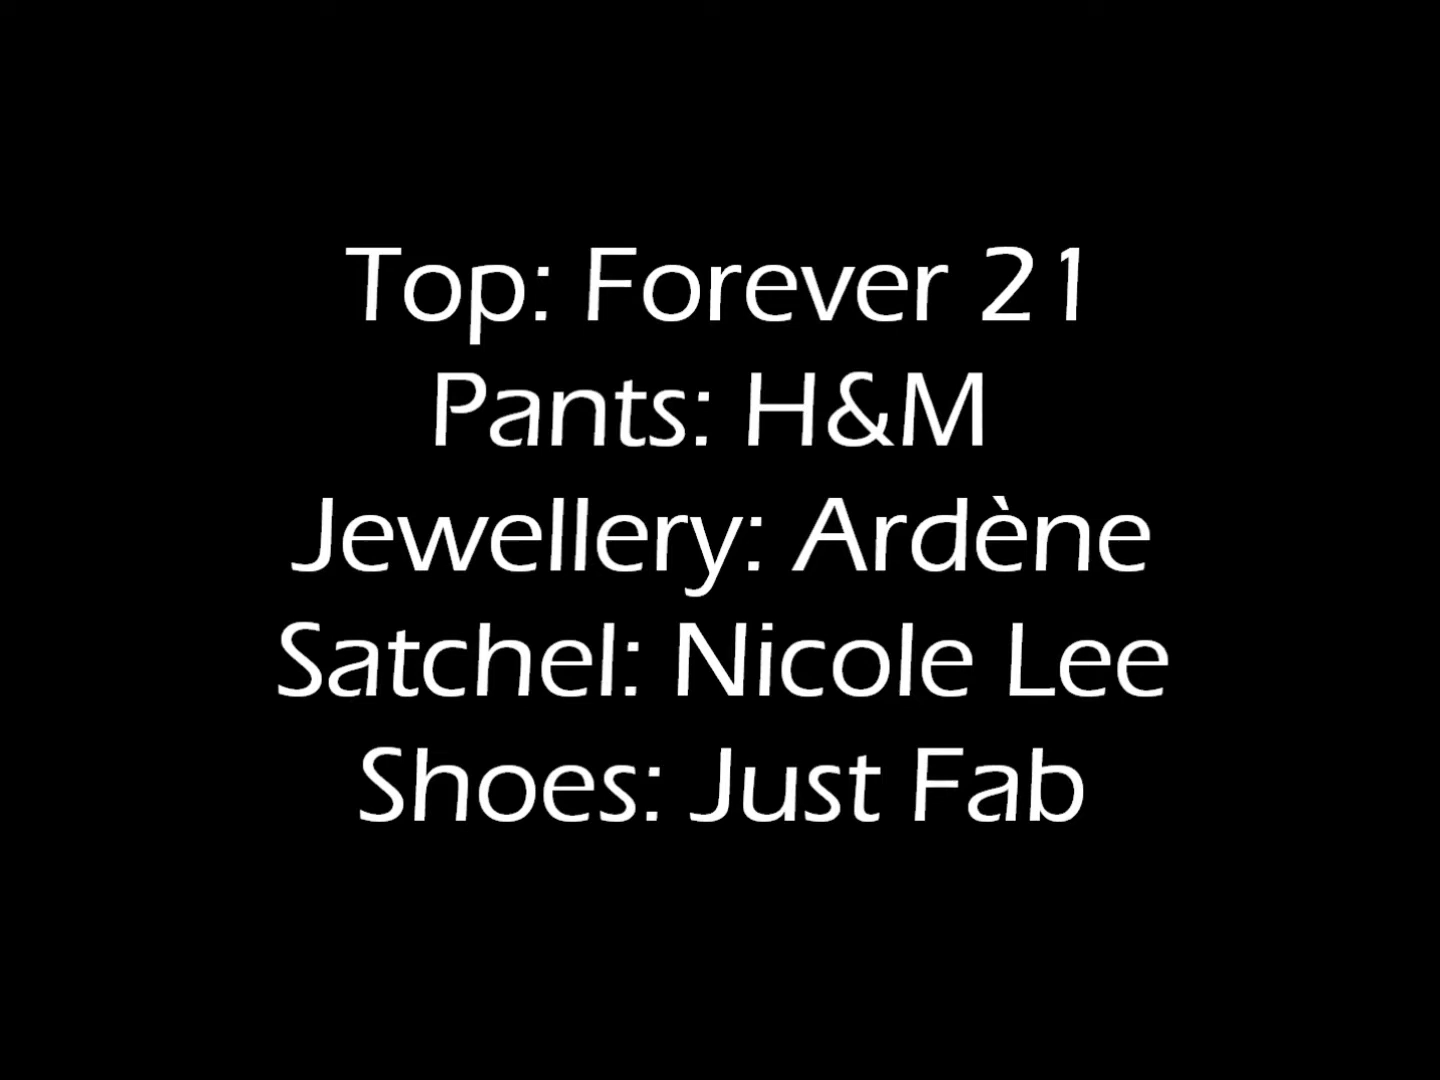 Top: Forever 21
Pants: H&M
Jewellery: Ardène
Satchel: Nicole Lee
Shoes: Just Fab